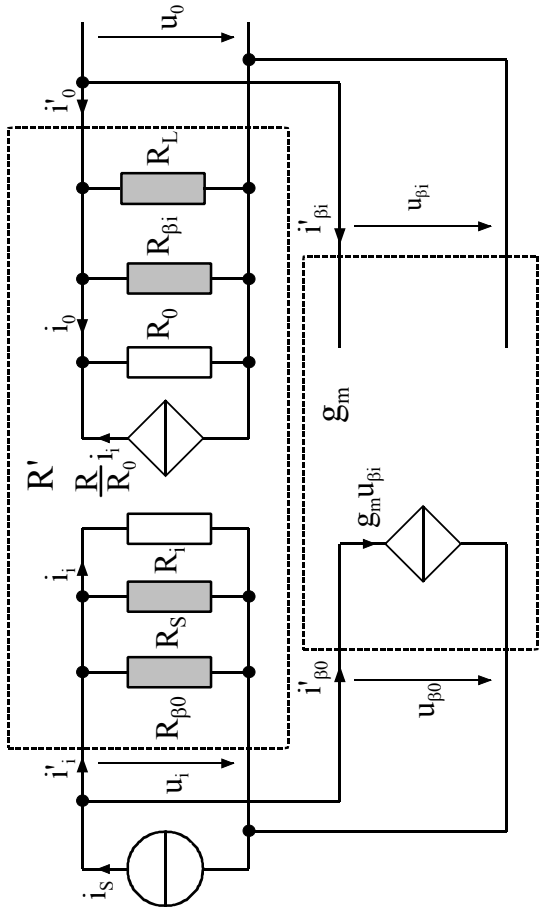 u₀
i'₀
R_L
R_βi
i₀
R₀
i'_βi
u_βi
R'
R/R₀ i_i
g_m
i_i
R_i
R_S
R_β0
g_m u_βi
i'_β0
u_β0
i'_i
u_i
i_S